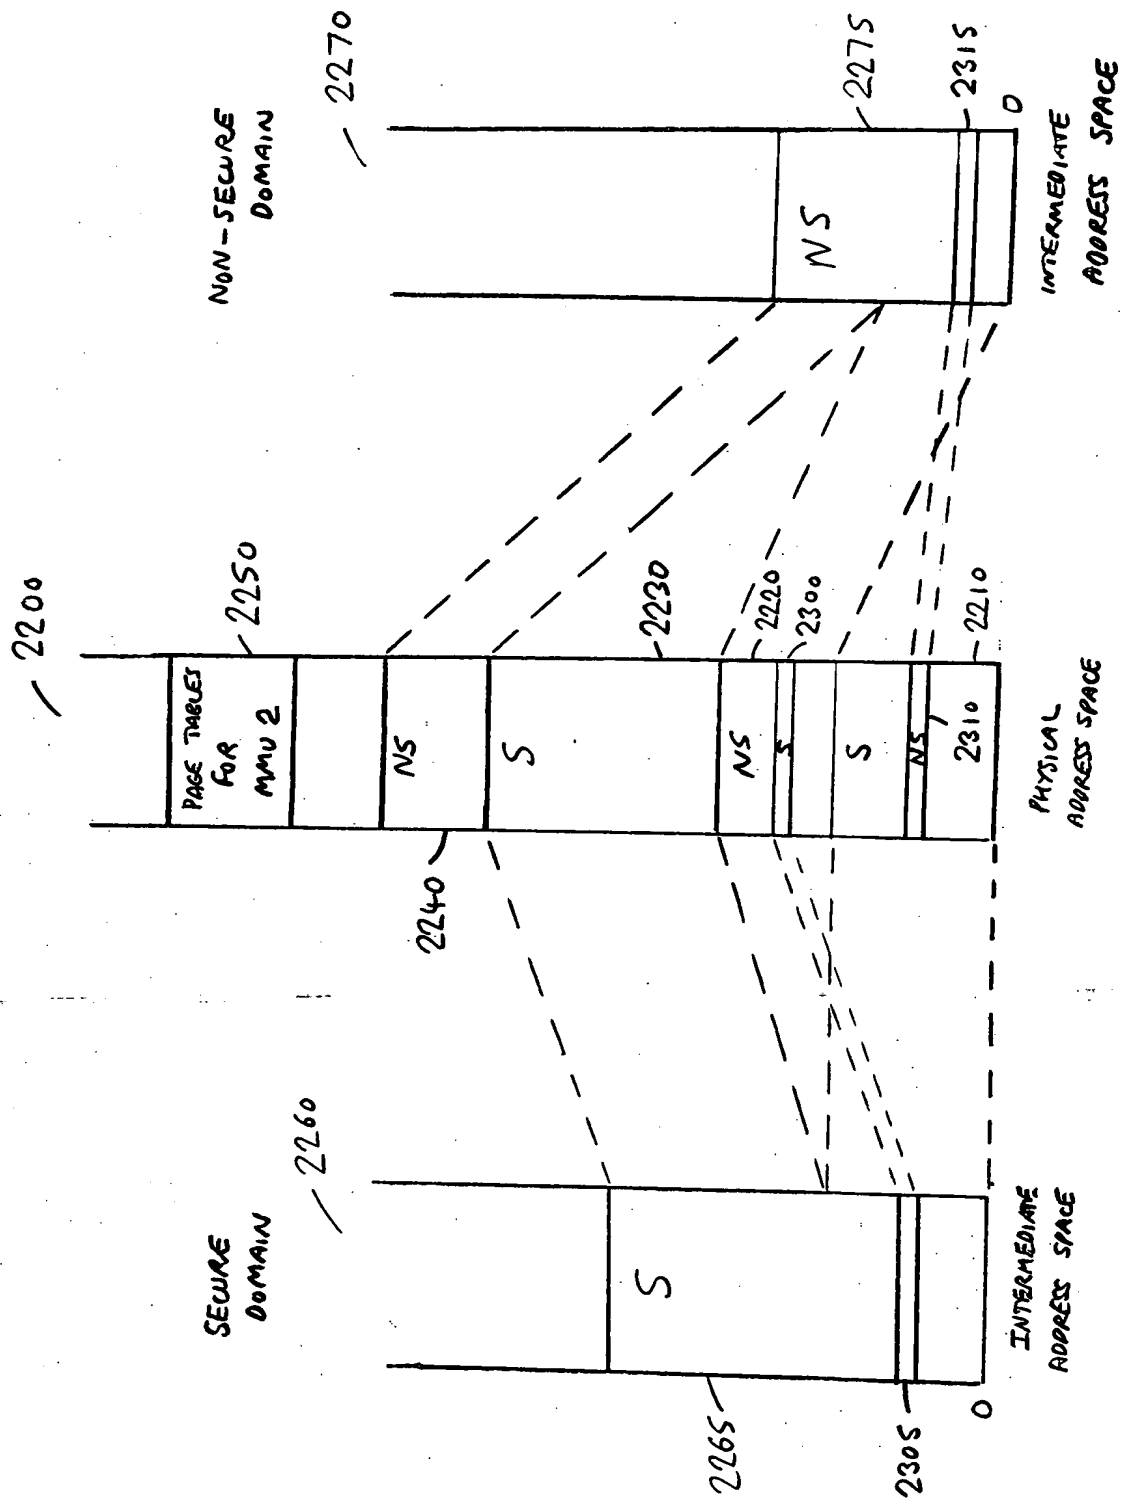 2200
SECURE
DOMAIN
2260
NON-SECURE
DOMAIN
2270
PAGE TABLES
FOR
MMU 2
2250
NS
2240
S
2230
NS
2220
S
2300
S
NS
2310
2210
S
2265
2305
0
NS
2275
2315
0
INTERMEDIATE
ADDRESS SPACE
PHYSICAL
ADDRESS SPACE
INTERMEDIATE
ADDRESS SPACE